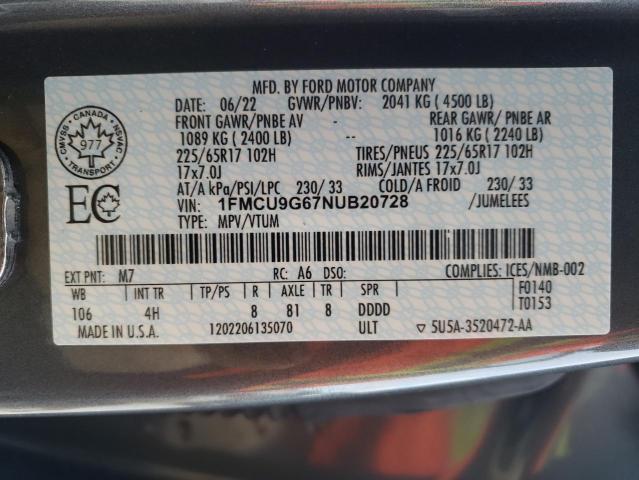 MFD. BY FORD MOTOR COMPANY
DATE: 06/22 GVWR/PNBV: 2041 KG ( 4500 LB)
FRONT GAWR/PNBE AV - REAR GAWR/ PNBE AR
1089 KG ( 2400 LB) -- 1016 KG ( 2240 LB)
225/65R17 102H TIRES/PNEUS 225/65R17 102H
17x7.0J RIMS/JANTES 17x7.0J
AT/A kPa/PSI/LPC 230/ 33 COLD/A FROID 230/ 33
VIN: 1FMCU9G67NUB20728 /JUMELEES
TYPE: MPV/VTUM
CMVSS CANADA NSVAC
977
TRANSPORT
EC
EXT PNT: M7 RC: A6 DSO: COMPLIES: ICES/NMB-002
WB INT TR TP/PS R AXLE TR SPR F0140
106 4H 8 81 8 DDDD T0153
MADE IN U.S.A. 1202206135070 ULT ▽ 5U5A-3520472-AA